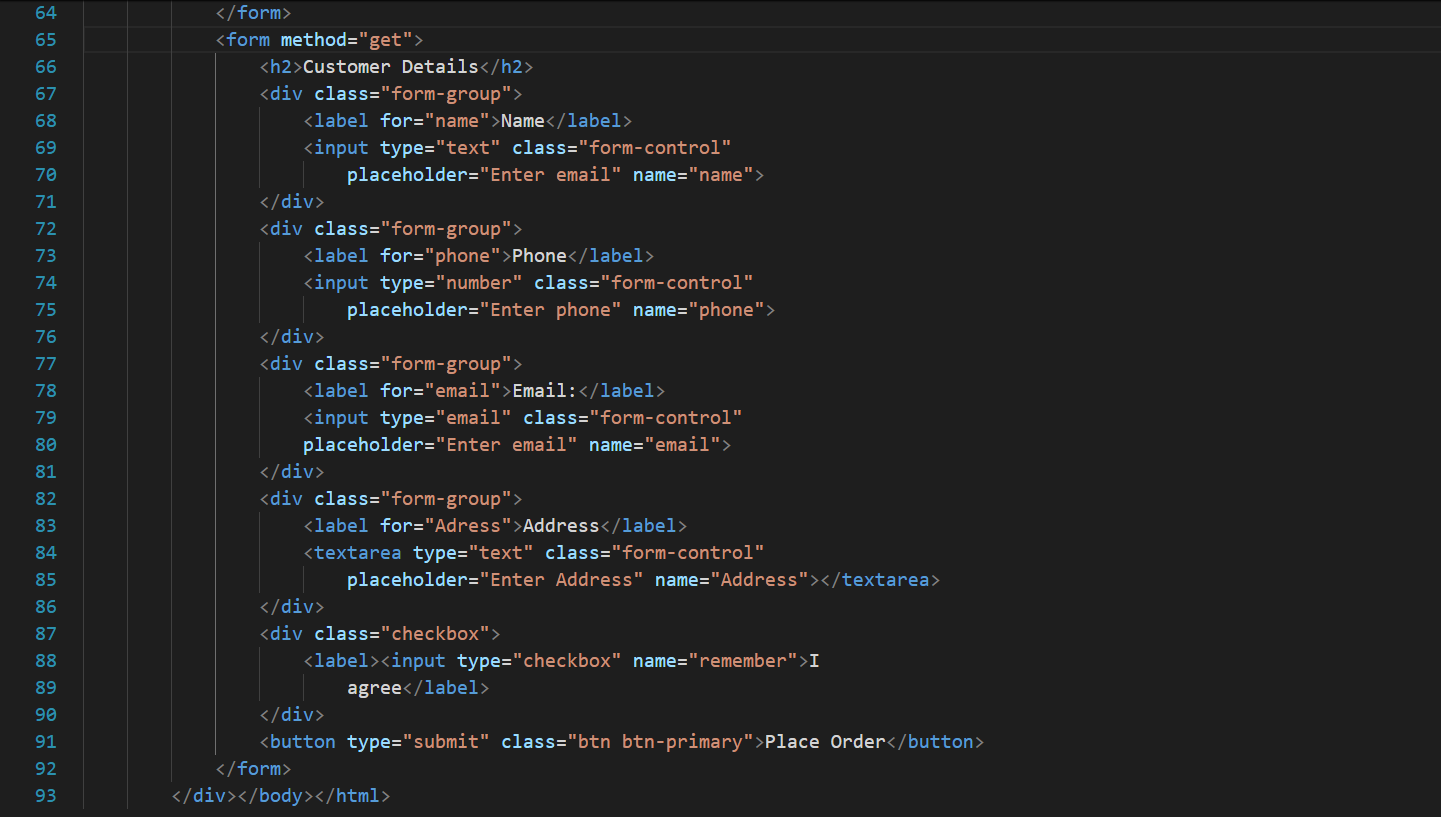 64 </form>
65 <form method="get">
66 <h2>Customer Details</h2>
67 <div class="form-group">
68 <label for="name">Name</label>
69 <input type="text" class="form-control"
70 placeholder="Enter email" name="name">
71 </div>
72 <div class="form-group">
73 <label for="phone">Phone</label>
74 <input type="number" class="form-control"
75 placeholder="Enter phone" name="phone">
76 </div>
77 <div class="form-group">
78 <label for="email">Email:</label>
79 <input type="email" class="form-control"
80 placeholder="Enter email" name="email">
81 </div>
82 <div class="form-group">
83 <label for="Adress">Address</label>
84 <textarea type="text" class="form-control"
85 placeholder="Enter Address" name="Address"></textarea>
86 </div>
87 <div class="checkbox">
88 <label><input type="checkbox" name="remember">I
89 agree</label>
90 </div>
91 <button type="submit" class="btn btn-primary">Place Order</button>
92 </form>
93 </div></body></html>